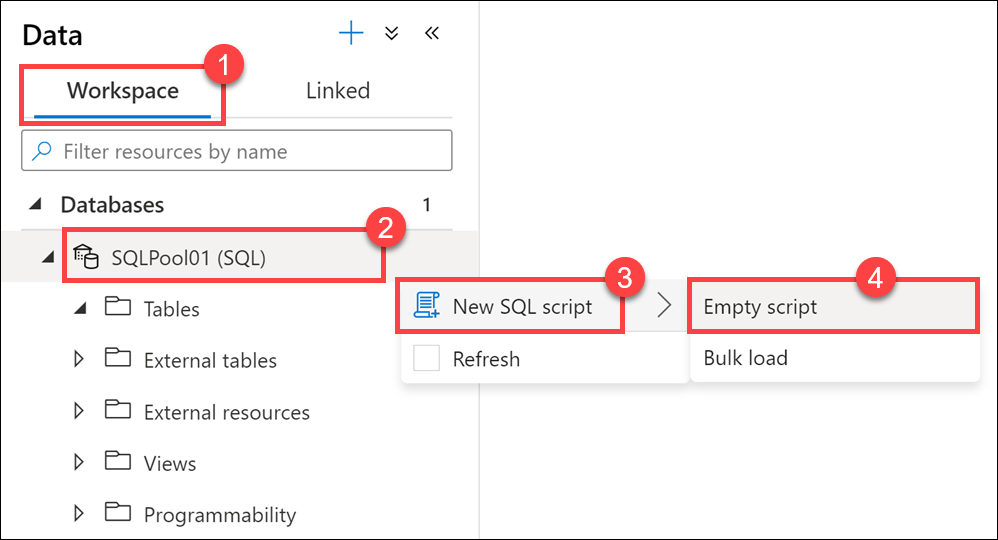 Data
1
Workspace
Linked
Filter resources by name
Databases
1
2
SQLPool01 (SQL)
3
4
New SQL script
Empty script
Tables
Refresh
Bulk load
External tables
External resources
Views
Programmability